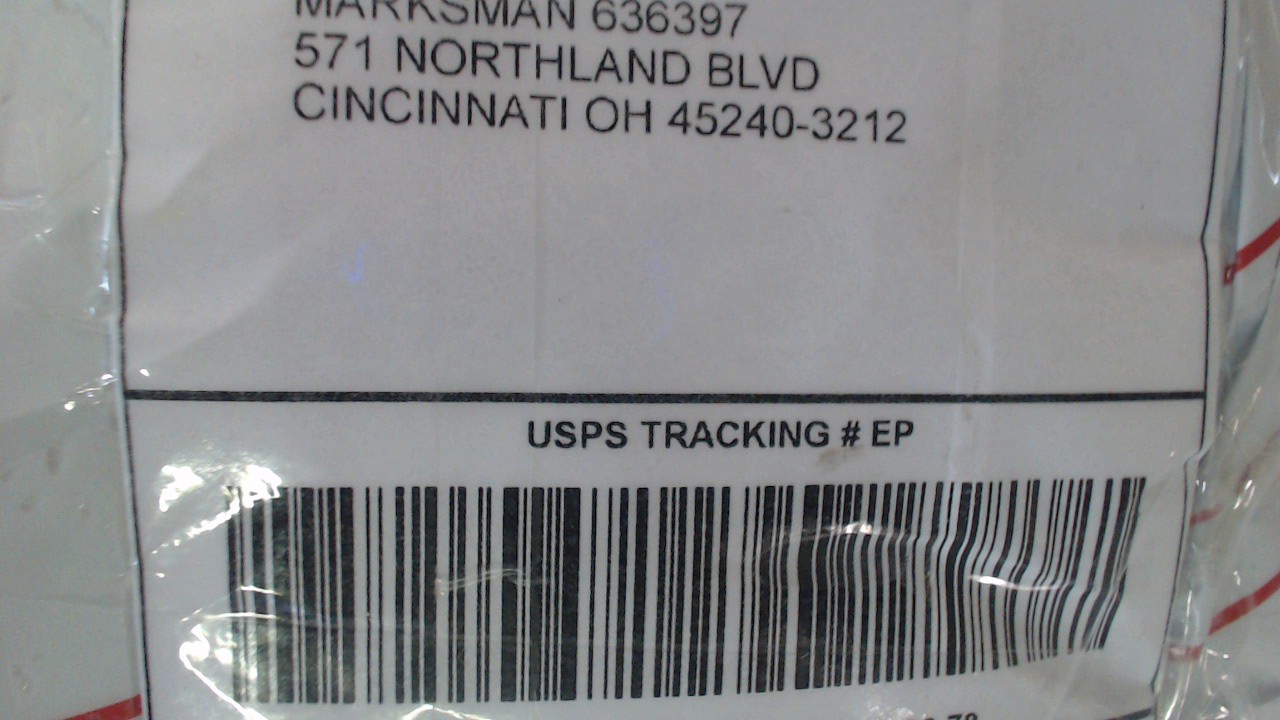 MARKSMAN 636397
571 NORTHLAND BLVD
CINCINNATI OH 45240-3212
USPS TRACKING # EP